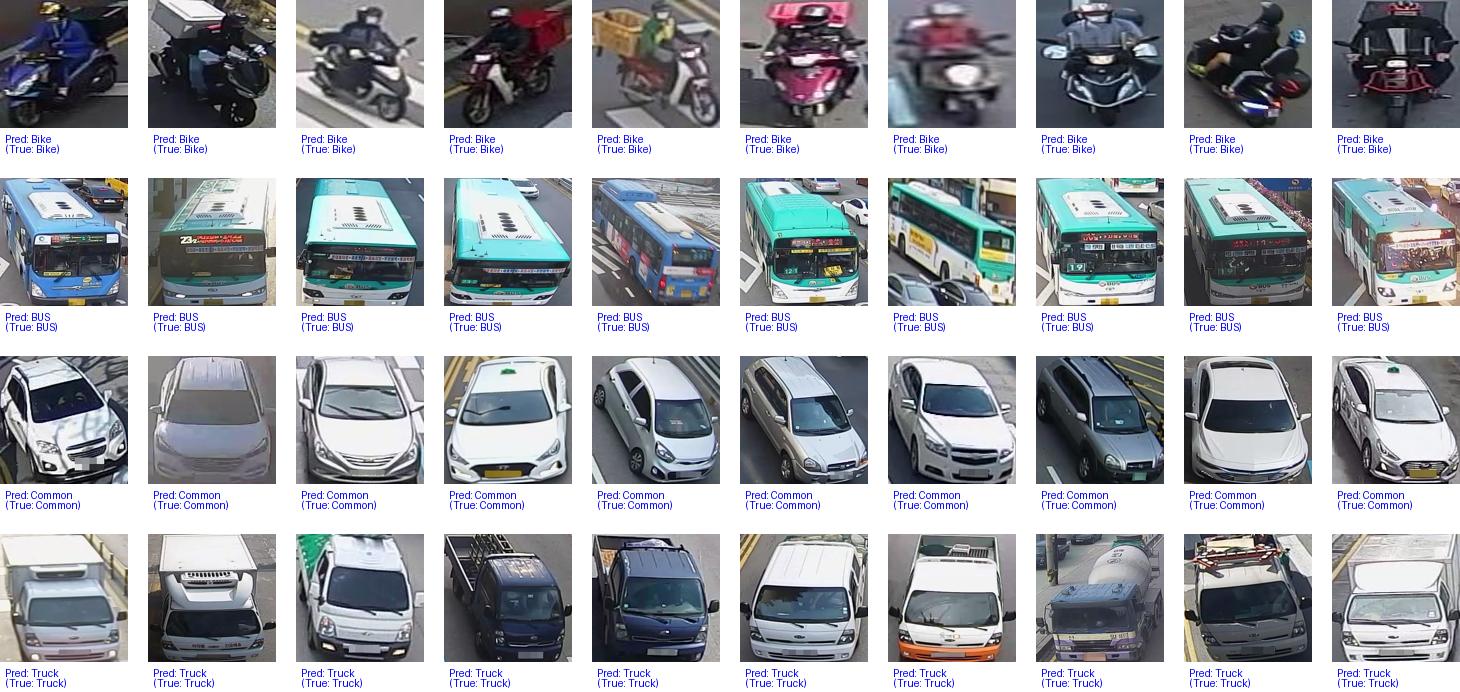 Pred: Bike
(True: Bike)
Pred: Bike
(True: Bike)
Pred: Bike
(True: Bike)
Pred: Bike
(True: Bike)
Pred: Bike
(True: Bike)
Pred: Bike
(True: Bike)
Pred: Bike
(True: Bike)
Pred: Bike
(True: Bike)
Pred: Bike
(True: Bike)
Pred: Bike
(True: Bike)
Pred: BUS
(True: BUS)
Pred: BUS
(True: BUS)
Pred: BUS
(True: BUS)
Pred: BUS
(True: BUS)
Pred: BUS
(True: BUS)
Pred: BUS
(True: BUS)
Pred: BUS
(True: BUS)
Pred: BUS
(True: BUS)
Pred: BUS
(True: BUS)
Pred: BUS
(True: BUS)
Pred: Common
(True: Common)
Pred: Common
(True: Common)
Pred: Common
(True: Common)
Pred: Common
(True: Common)
Pred: Common
(True: Common)
Pred: Common
(True: Common)
Pred: Common
(True: Common)
Pred: Common
(True: Common)
Pred: Common
(True: Common)
Pred: Common
(True: Common)
Pred: Truck
(True: Truck)
Pred: Truck
(True: Truck)
Pred: Truck
(True: Truck)
Pred: Truck
(True: Truck)
Pred: Truck
(True: Truck)
Pred: Truck
(True: Truck)
Pred: Truck
(True: Truck)
Pred: Truck
(True: Truck)
Pred: Truck
(True: Truck)
Pred: Truck
(True: Truck)